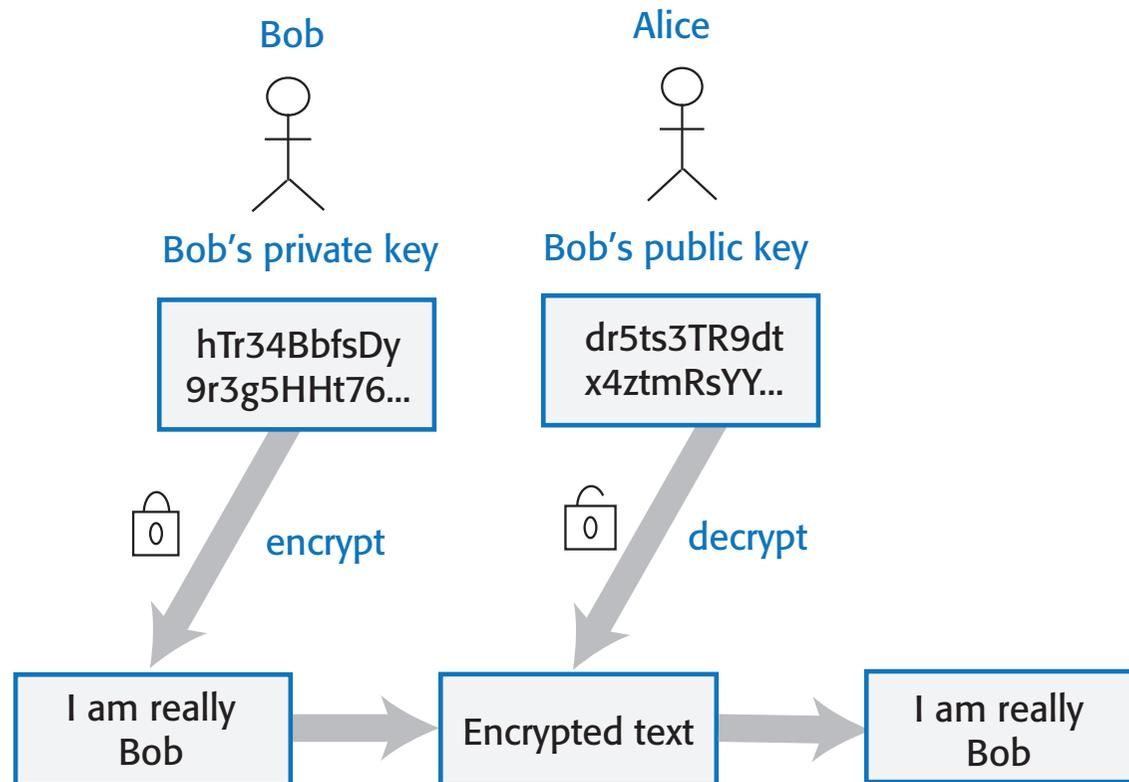 Bob
Alice
Bob’s private key
Bob’s public key
hTr34BbfsDy
9r3g5HHt76...
dr5ts3TR9dt
x4ztmRsYY...
encrypt
decrypt
I am really
Bob
Encrypted text
I am really
Bob